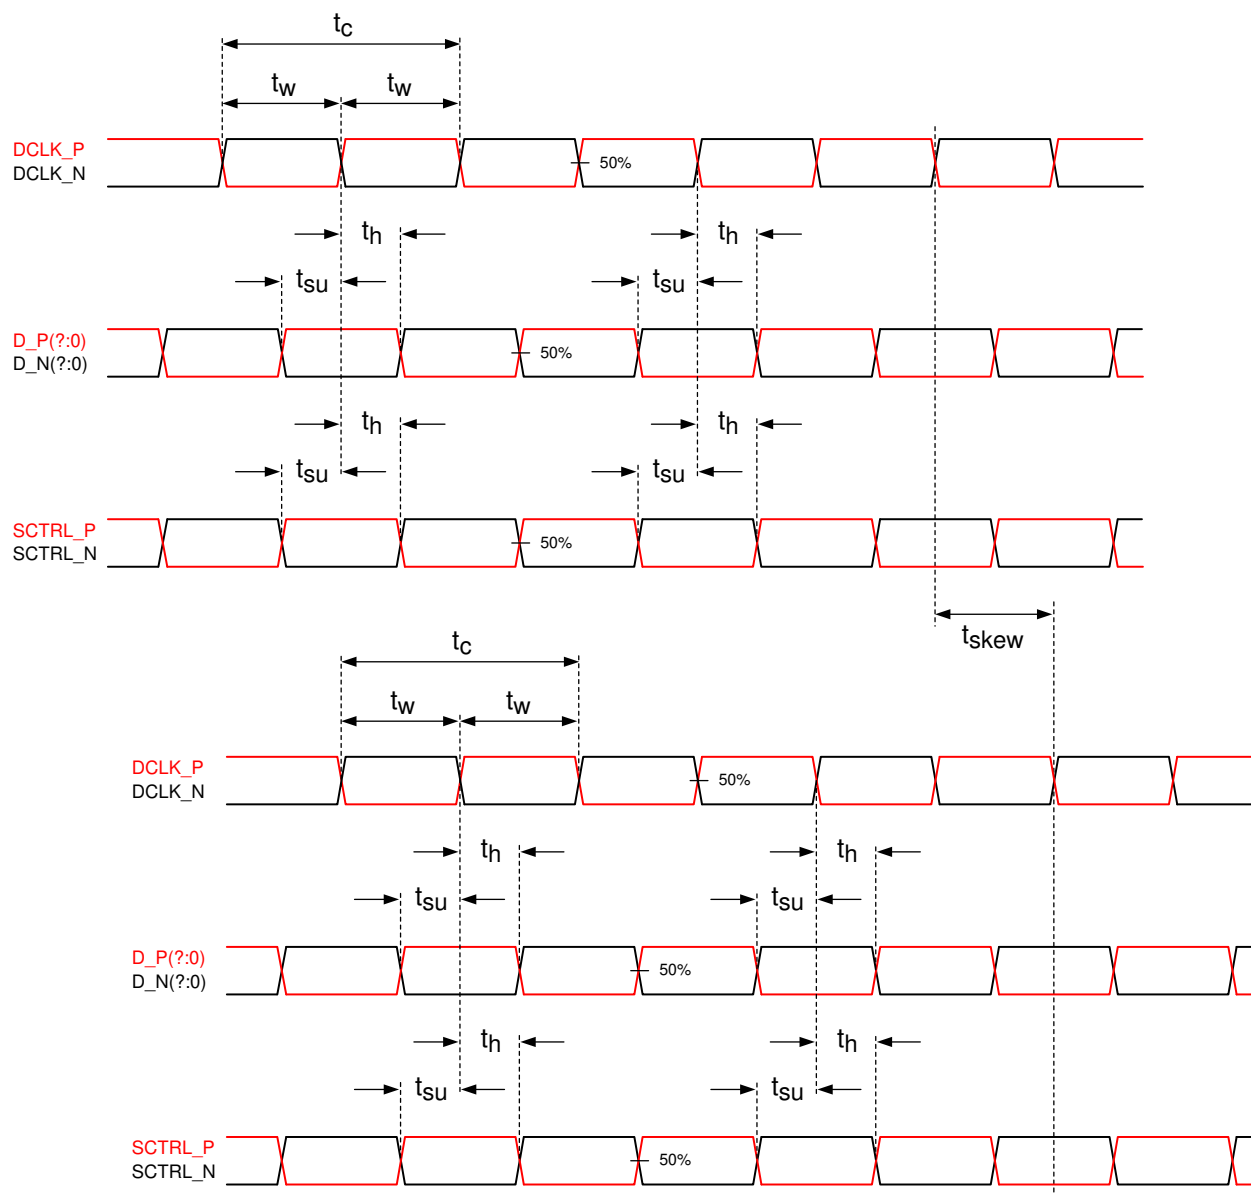 tc
tw tw
DCLK_P
DCLK_N
50%
th th
tsu tsu
D_P(?:0)
D_N(?:0)
50%
th th
tsu tsu
SCTRL_P
SCTRL_N
50%
tskew
tc
tw tw
DCLK_P
DCLK_N
50%
th th
tsu tsu
D_P(?:0)
D_N(?:0)
50%
th th
tsu tsu
SCTRL_P
SCTRL_N
50%